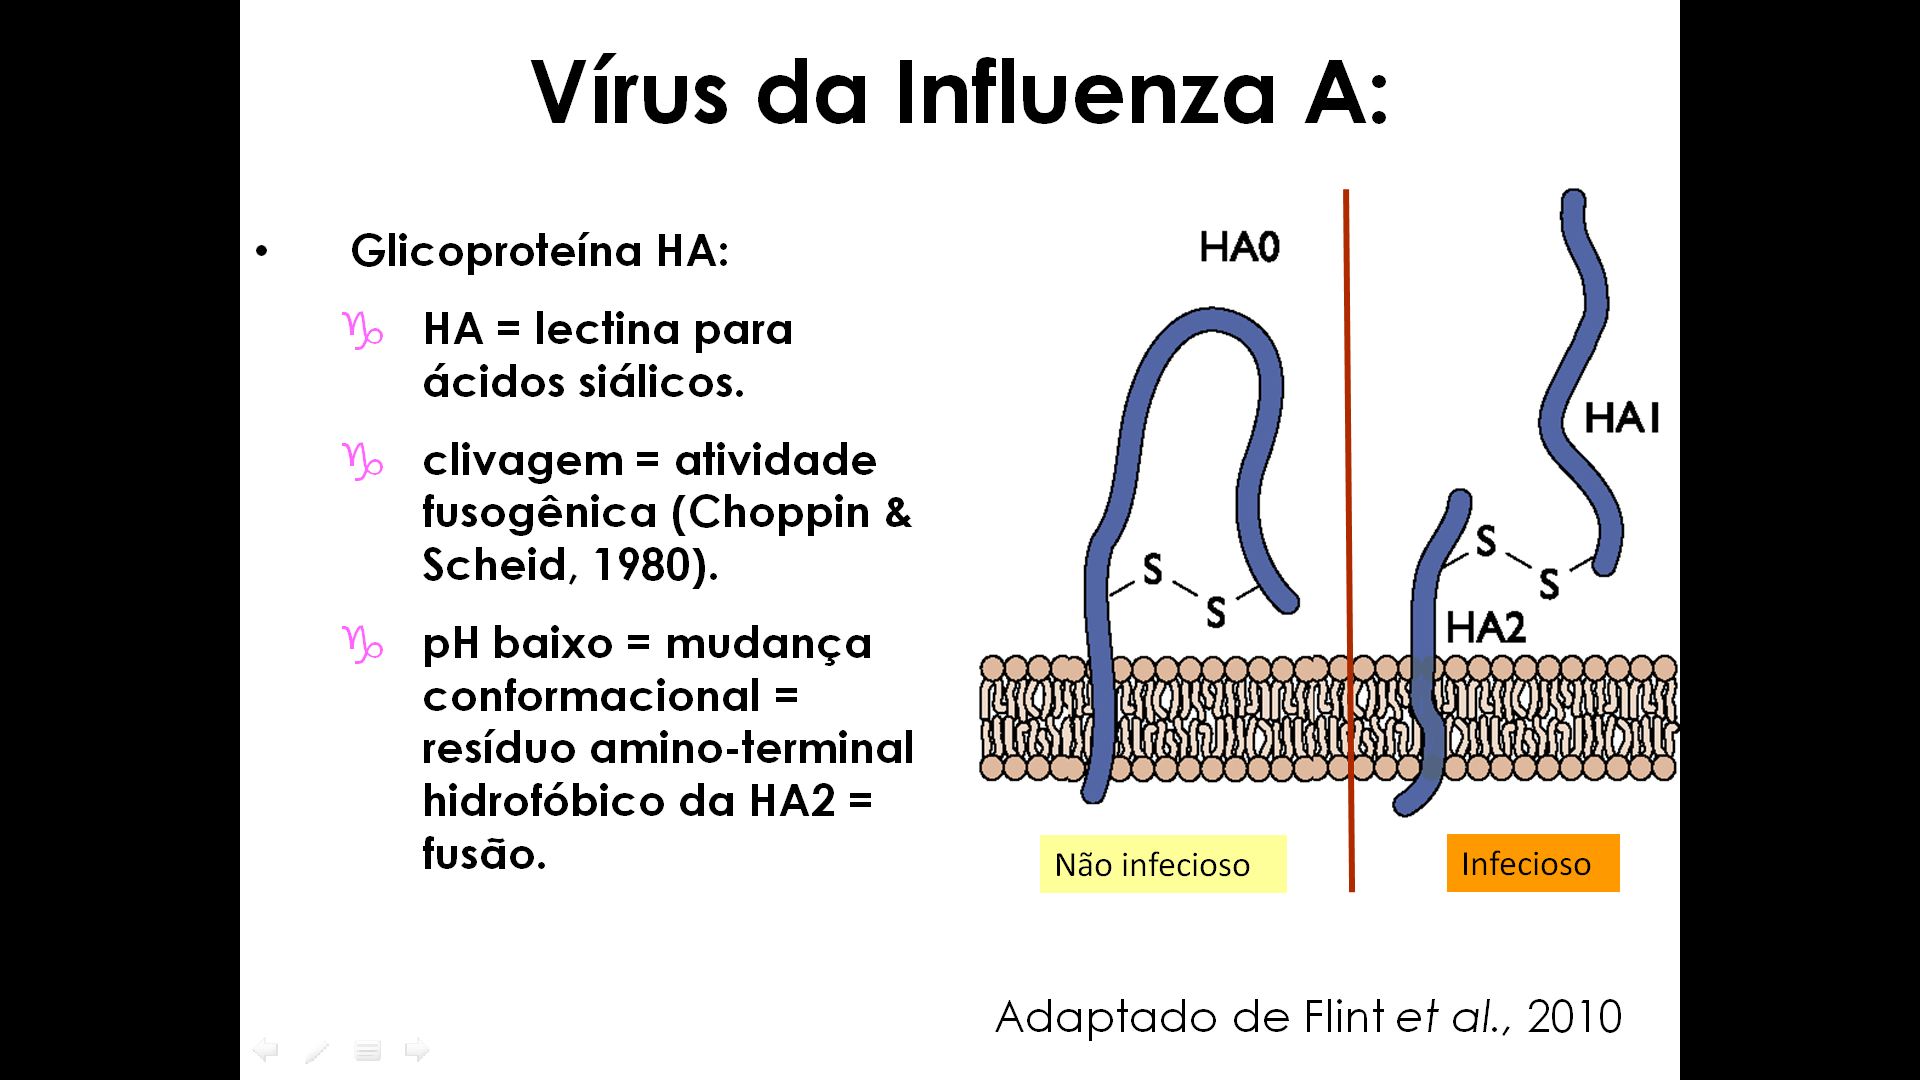 Vírus da Influenza A:
• Glicoproteína HA:
HA = lectina para
ácidos siálicos.
clivagem = atividade
fusogênica (Choppin &
Scheid, 1980).
pH baixo = mudança
conformacional =
resíduo amino-terminal
hidrofóbico da HA2 =
fusão.
HA0
S
S
Não infecioso
HA1
S
S
HA2
Infecioso
Adaptado de Flint et al., 2010